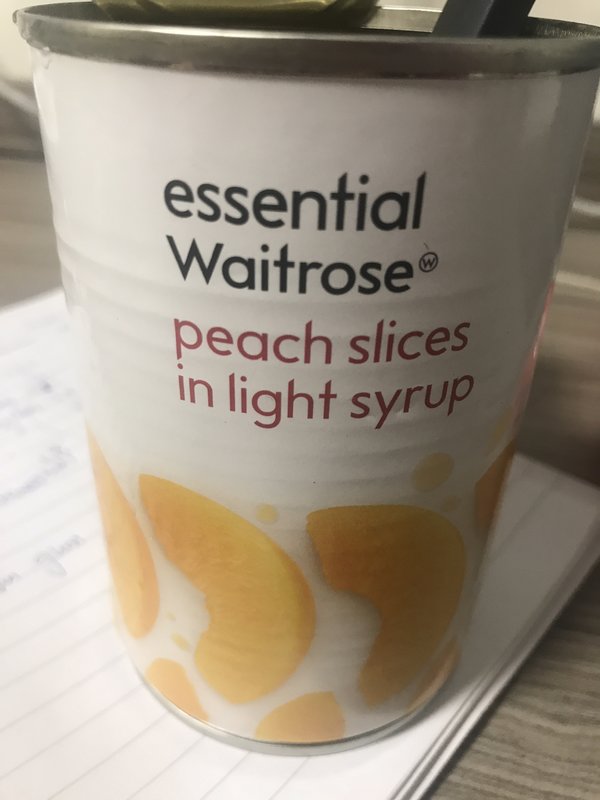 essential
Waitrose
peach slices
in light syrup